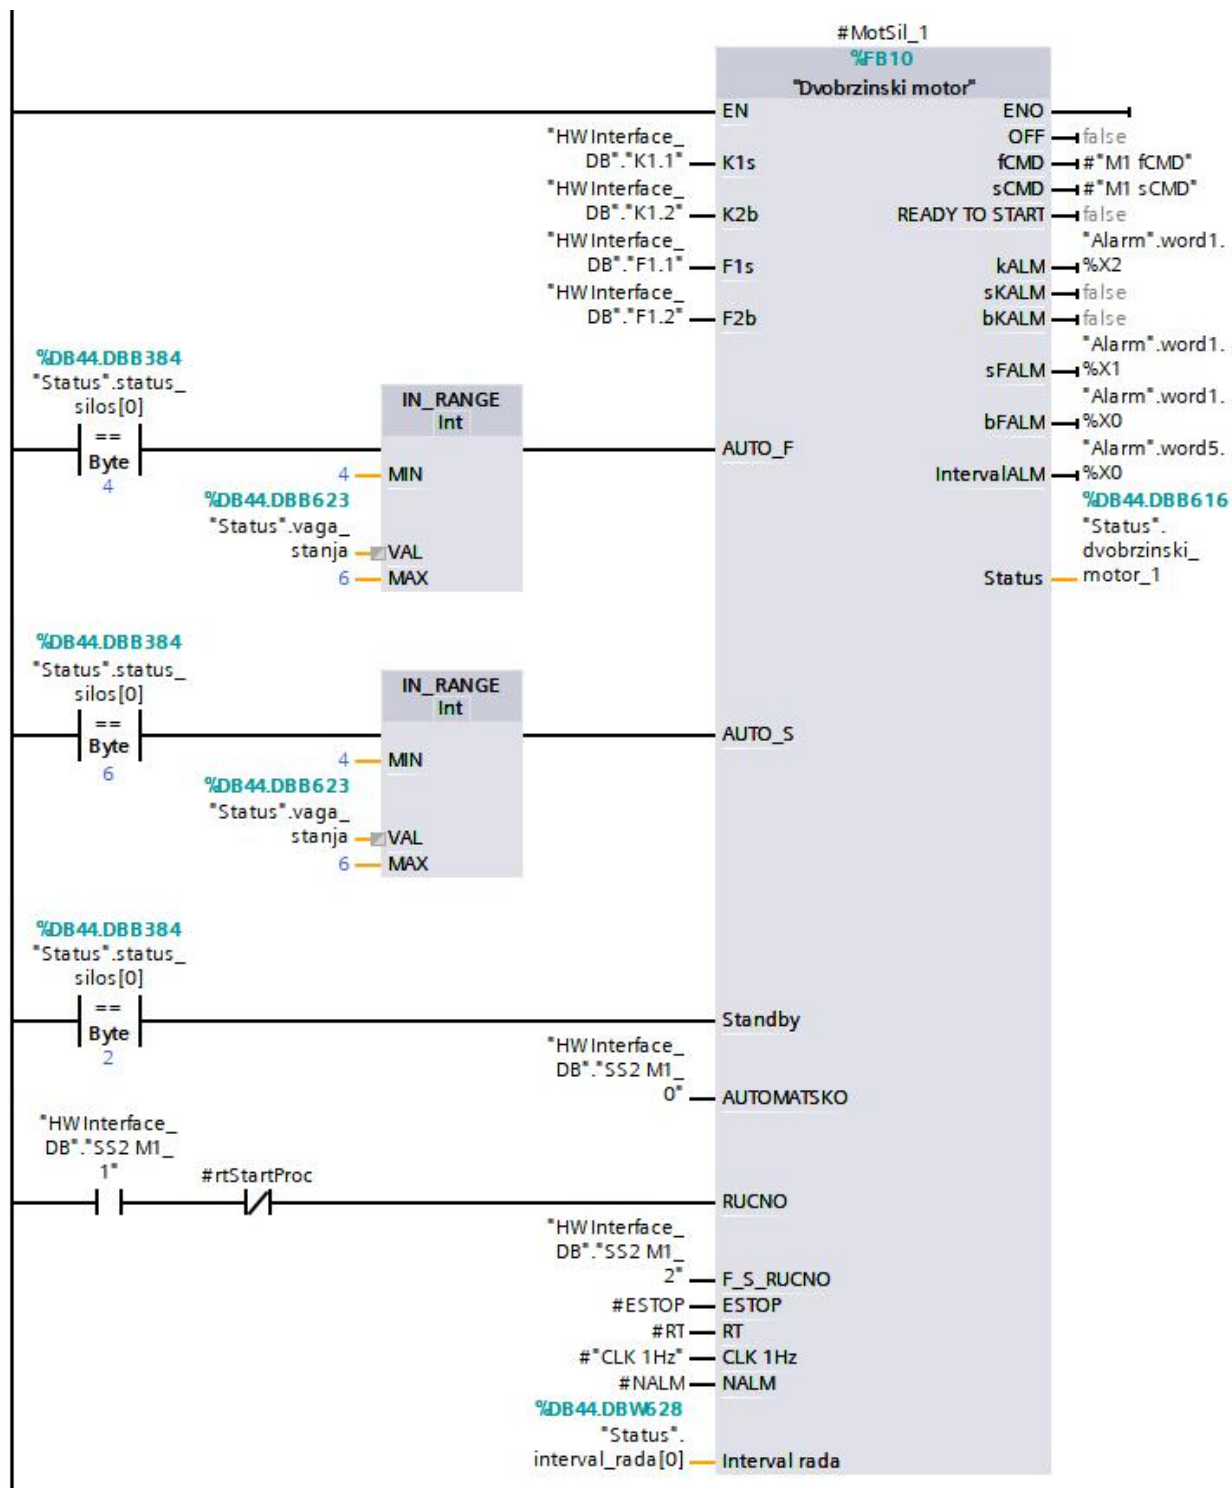 #MotSil_1
%FB10
"Dvobrzinski motor"
EN
ENO
OFF
false
"HW Interface_
DB"."K1.1"
K1s
fCMD
#"M1 fCMD"
"HW Interface_
DB"."K1.2"
K2b
sCMD
#"M1 sCMD"
READY TO START
false
"HW Interface_
DB"."F1.1"
F1s
"Alarm".word1.
kALM
%X2
"HW Interface_
DB"."F1.2"
F2b
sKALM
false
bKALM
false
"Alarm".word1.
sFALM
%X1
"Alarm".word1.
bFALM
%X0
"Alarm".word5.
IntervalALM
%X0
%DB44.DBB616
"Status".
dvobrzinski_
Status
motor_1
%DB44.DBB384
"Status".status_
silos[0]
==
Byte
4
IN_RANGE
Int
AUTO_F
4
MIN
%DB44.DBB623
"Status".vaga_
stanja
VAL
6
MAX
%DB44.DBB384
"Status".status_
silos[0]
==
Byte
6
IN_RANGE
Int
AUTO_S
4
MIN
%DB44.DBB623
"Status".vaga_
stanja
VAL
6
MAX
%DB44.DBB384
"Status".status_
silos[0]
==
Byte
2
Standby
"HW Interface_
DB"."SS2 M1_
0"
AUTOMATSKO
"HW Interface_
DB"."SS2 M1_
1"
#rtStartProc
RUCNO
"HW Interface_
DB"."SS2 M1_
2"
F_S_RUCNO
#ESTOP
ESTOP
#RT
RT
#"CLK 1Hz"
CLK 1Hz
#NALM
NALM
%DB44.DBW628
"Status".
interval_rada[0]
Interval rada